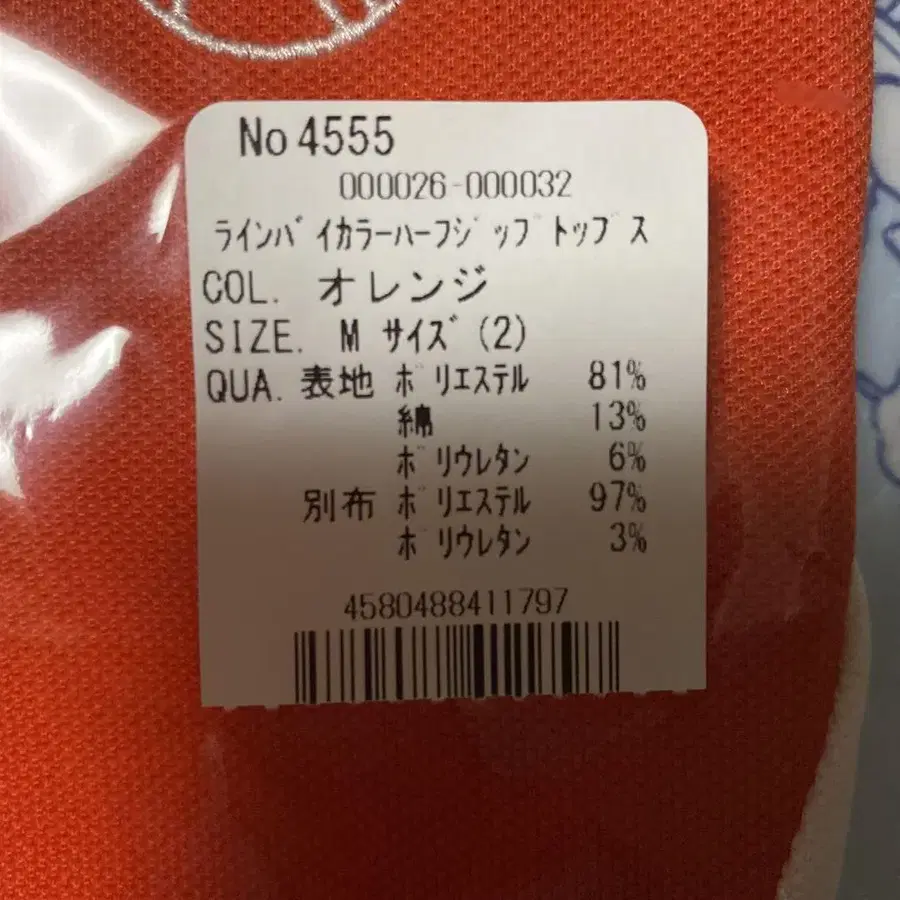 No 4555
000026-000032
ﾗｲﾝﾊﾞｲｶﾗｰﾊｰﾌｼﾞｯﾌﾟﾄｯﾌﾟｽ
COL. オレンジ
SIZE. M ｻｲｽﾞ(2)
QUA. 表地 ﾎﾟﾘｴｽﾃﾙ 81%
綿 13%
ﾎﾟﾘｳﾚﾀﾝ 6%
別布 ﾎﾟﾘｴｽﾃﾙ 97%
ﾎﾟﾘｳﾚﾀﾝ 3%
4580488411797